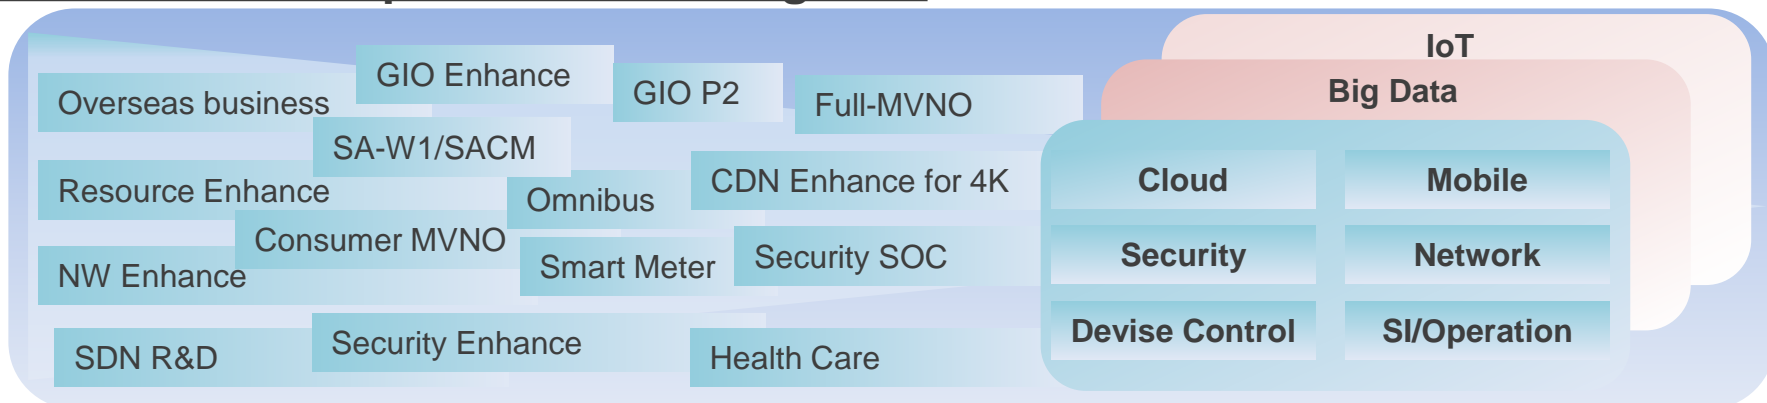 GIO Enhance
Overseas business
GIO P2
Full-MVNO
SA-W1/SACM
Resource Enhance
Omnibus
CDN Enhance for 4K
Consumer MVNO
NW Enhance
Smart Meter
Security SOC
SDN R&D
Security Enhance
Health Care
IoT
Big Data
Cloud
Mobile
Security
Network
Devise Control
SI/Operation